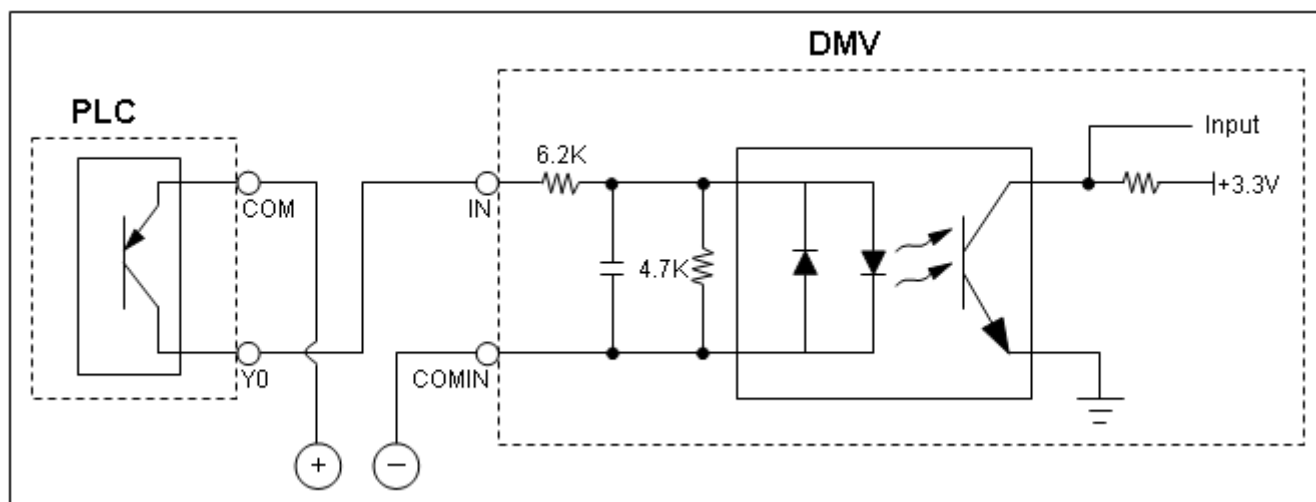 DMV
PLC
Input
6.2K
+3.3V
COM
IN
4.7K
Y0
COMIN
+
−